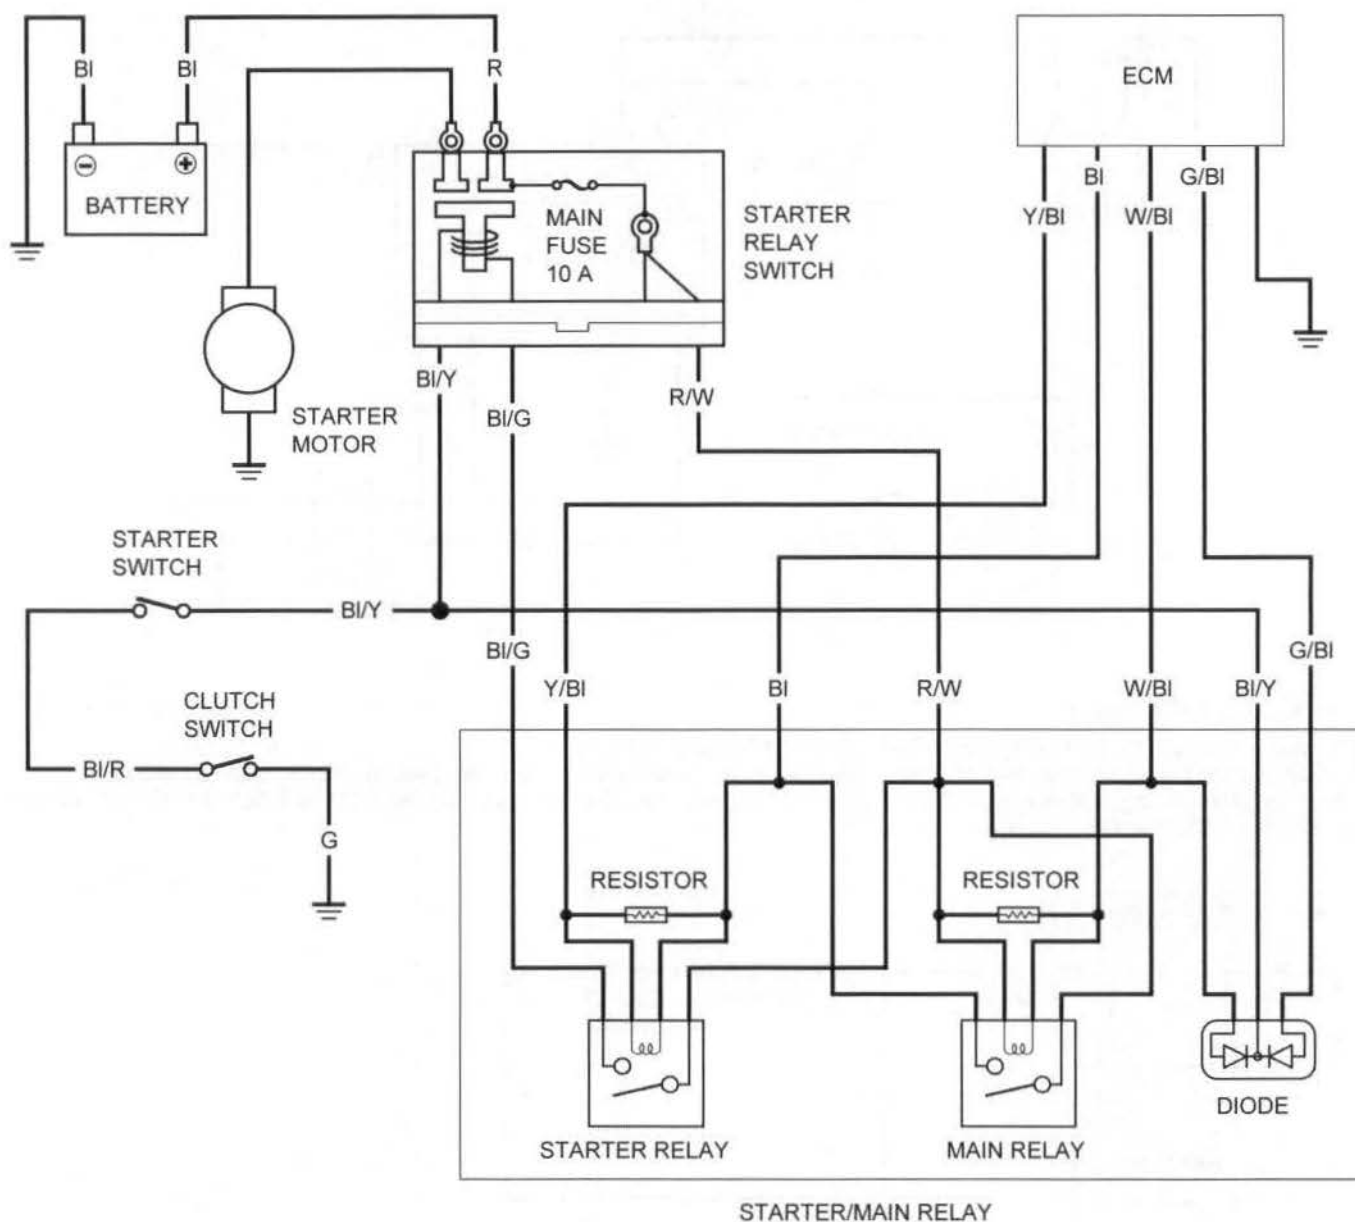 Bl
Bl
R
ECM
BATTERY
MAIN
FUSE
10 A
STARTER
RELAY
SWITCH
Y/Bl
Bl
W/Bl
G/Bl
Bl/Y
Bl/G
R/W
STARTER
MOTOR
STARTER
SWITCH
Bl/Y
Bl/G
Y/Bl
Bl
R/W
W/Bl
Bl/Y
G/Bl
CLUTCH
SWITCH
Bl/R
G
RESISTOR
RESISTOR
STARTER RELAY
MAIN RELAY
DIODE
STARTER/MAIN RELAY